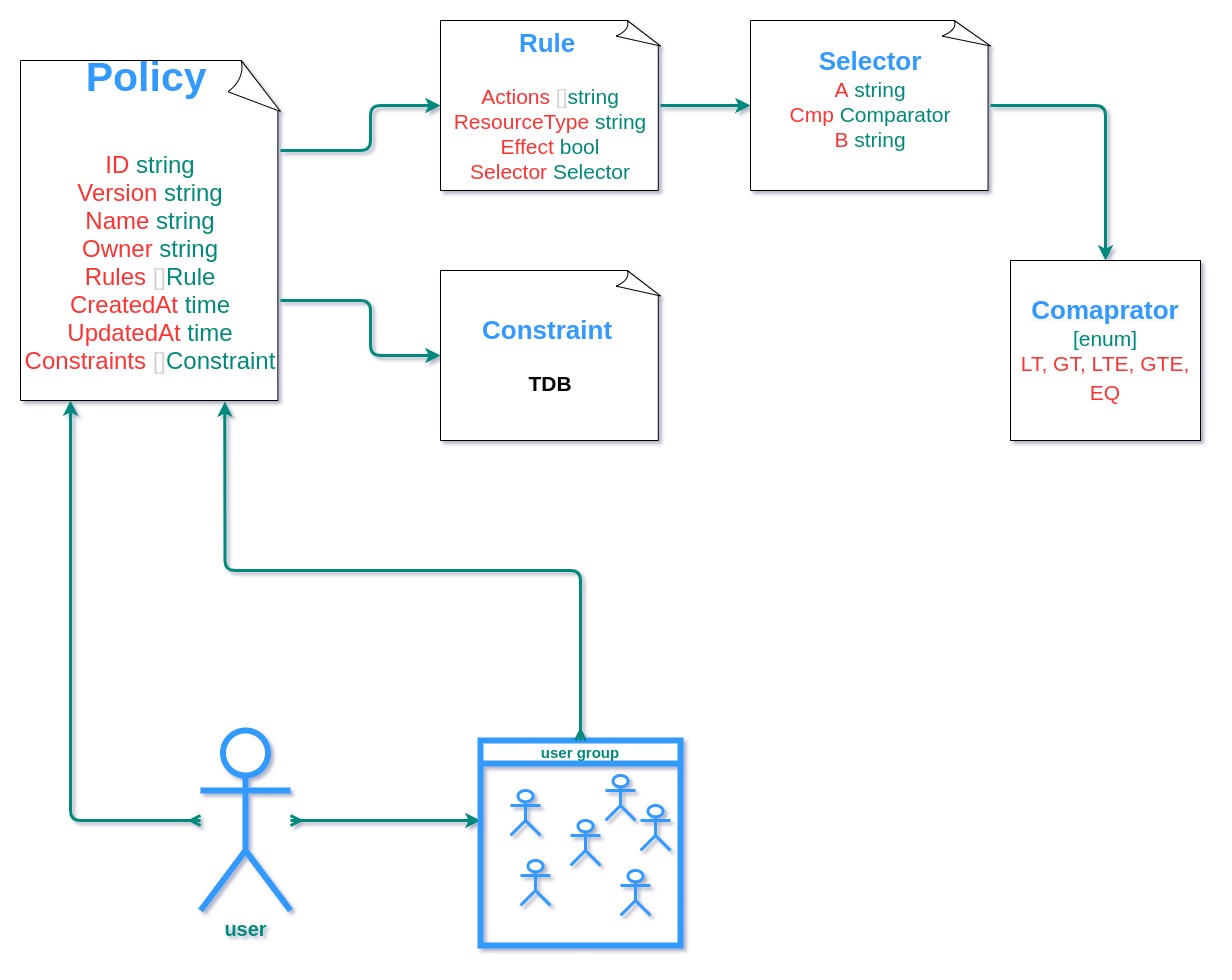 Policy
ID string
Version string
Name string
Owner string
Rules []Rule
CreatedAt time
UpdatedAt time
Constraints []Constraint
Rule
Actions []string
ResourceType string
Effect bool
Selector Selector
Selector
A string
Cmp Comparator
B string
Constraint
TDB
Comaprator
[enum]
LT, GT, LTE, GTE,
EQ
user
user group